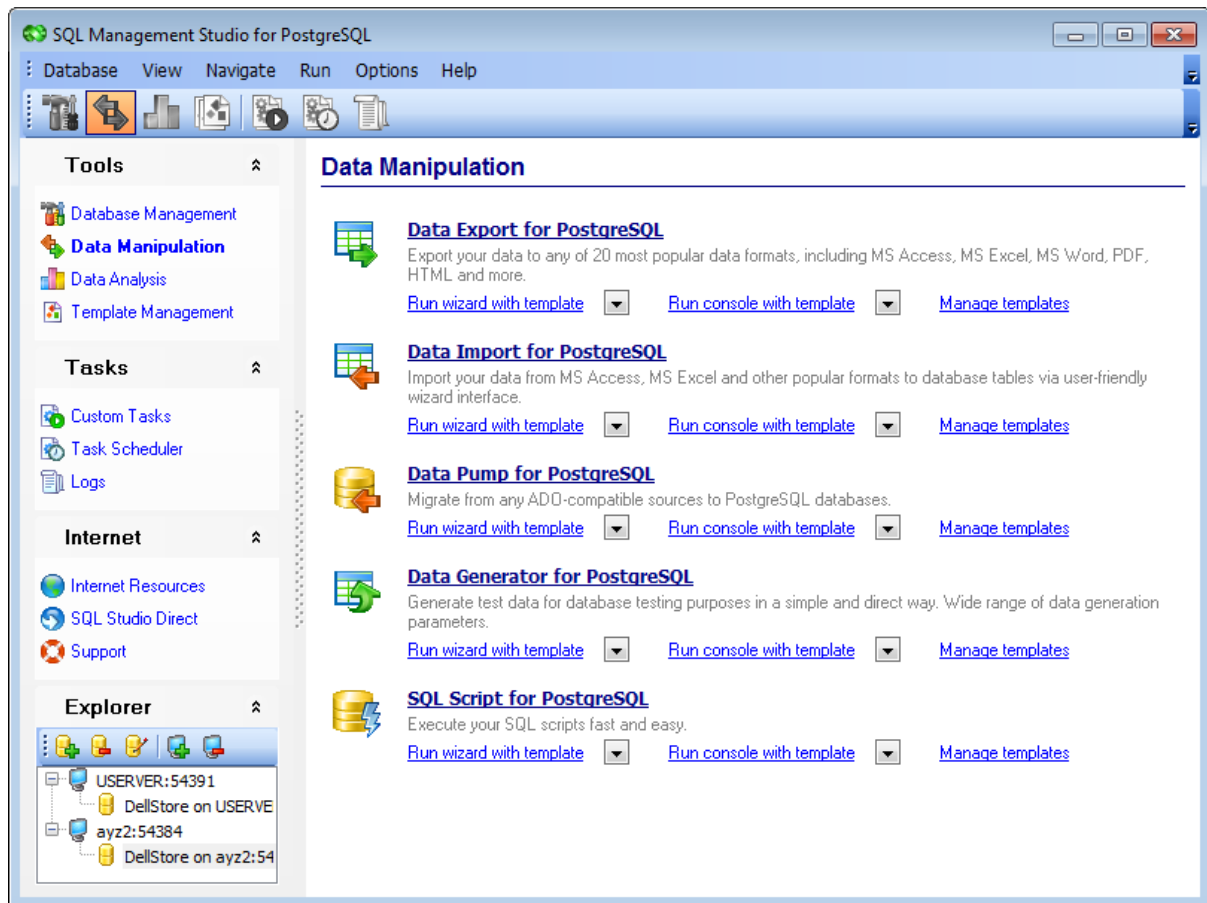 SQL Management Studio for PostgreSQL
Database View Navigate Run Options Help
Tools
Database Management
Data Manipulation
Data Analysis
Template Management
Tasks
Custom Tasks
Task Scheduler
Logs
Internet
Internet Resources
SQL Studio Direct
Support
Explorer
USERVER:54391
DellStore on USERVE
ayz2:54384
DellStore on ayz2:54
Data Manipulation
Data Export for PostgreSQL
Export your data to any of 20 most popular data formats, including MS Access, MS Excel, MS Word, PDF,
HTML and more.
Run wizard with template Run console with template Manage templates
Data Import for PostgreSQL
Import your data from MS Access, MS Excel and other popular formats to database tables via user-friendly
wizard interface.
Run wizard with template Run console with template Manage templates
Data Pump for PostgreSQL
Migrate from any ADO-compatible sources to PostgreSQL databases.
Run wizard with template Run console with template Manage templates
Data Generator for PostgreSQL
Generate test data for database testing purposes in a simple and direct way. Wide range of data generation
parameters.
Run wizard with template Run console with template Manage templates
SQL Script for PostgreSQL
Execute your SQL scripts fast and easy.
Run wizard with template Run console with template Manage templates